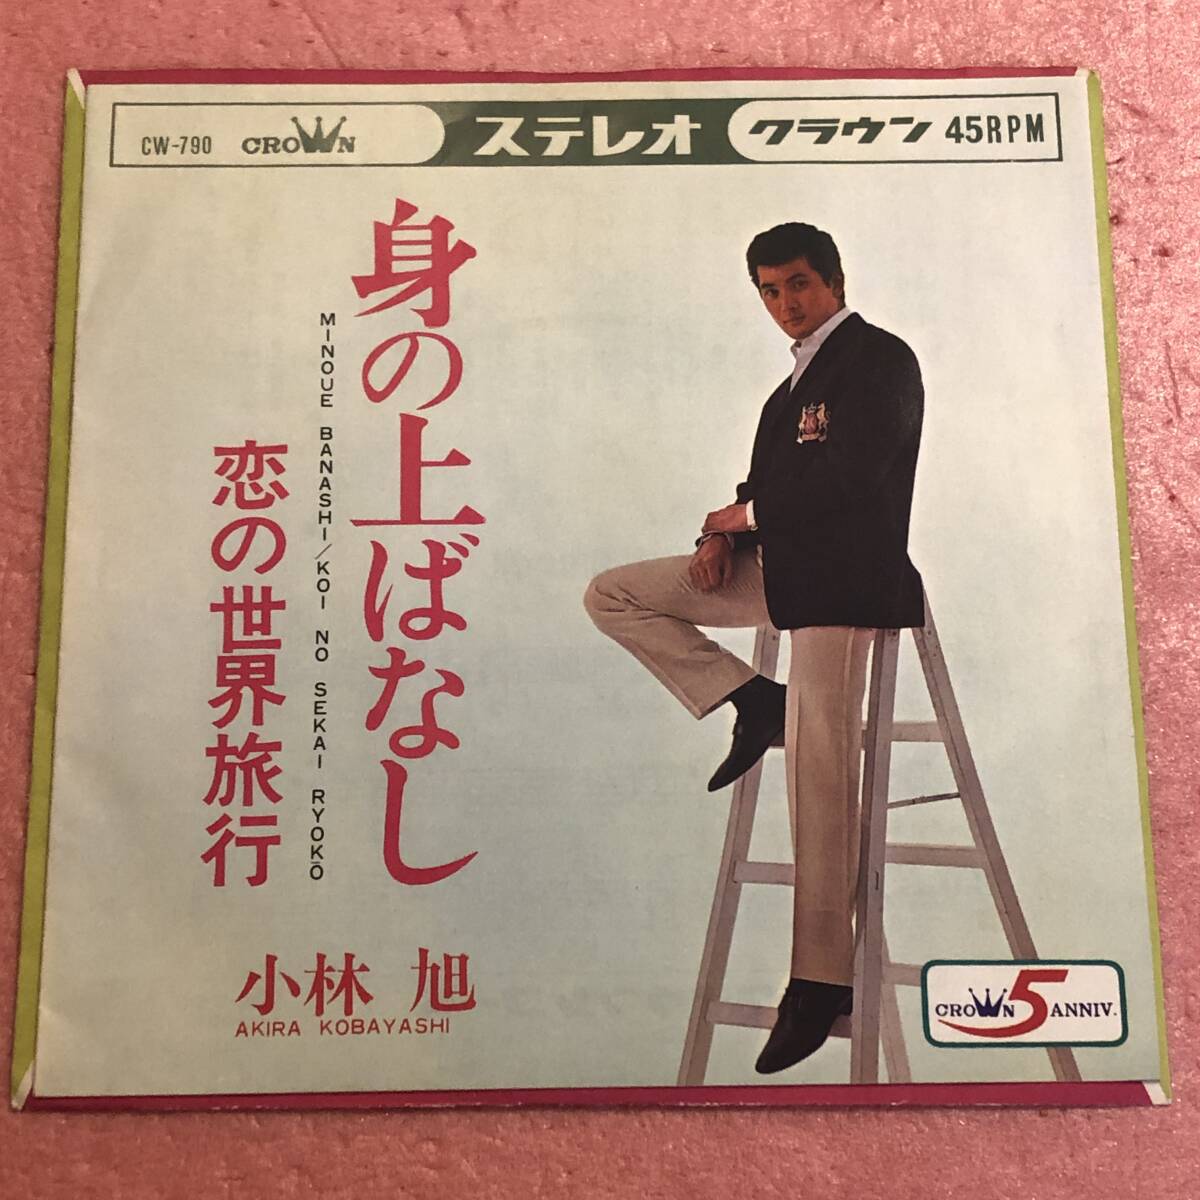 CW-790 CROWN ステレオ クラウン 45RPM
身の上ばなし
MINOUE BANASHI/KOI NO SEKAI RYOKŌ
恋の世界旅行
小林 旭
AKIRA KOBAYASHI
CROWN 5 ANNIV.